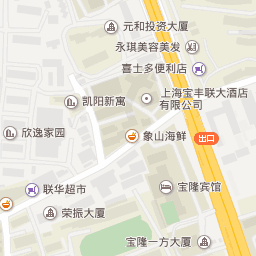 元和投资大厦
永琪美容美发
喜士多便利店
凯阳新寓
上海宝丰联大酒店
有限公司
欣逸家园
象山海鲜
出口
联华超市
宝隆宾馆
荣振大厦
宝隆一方大厦